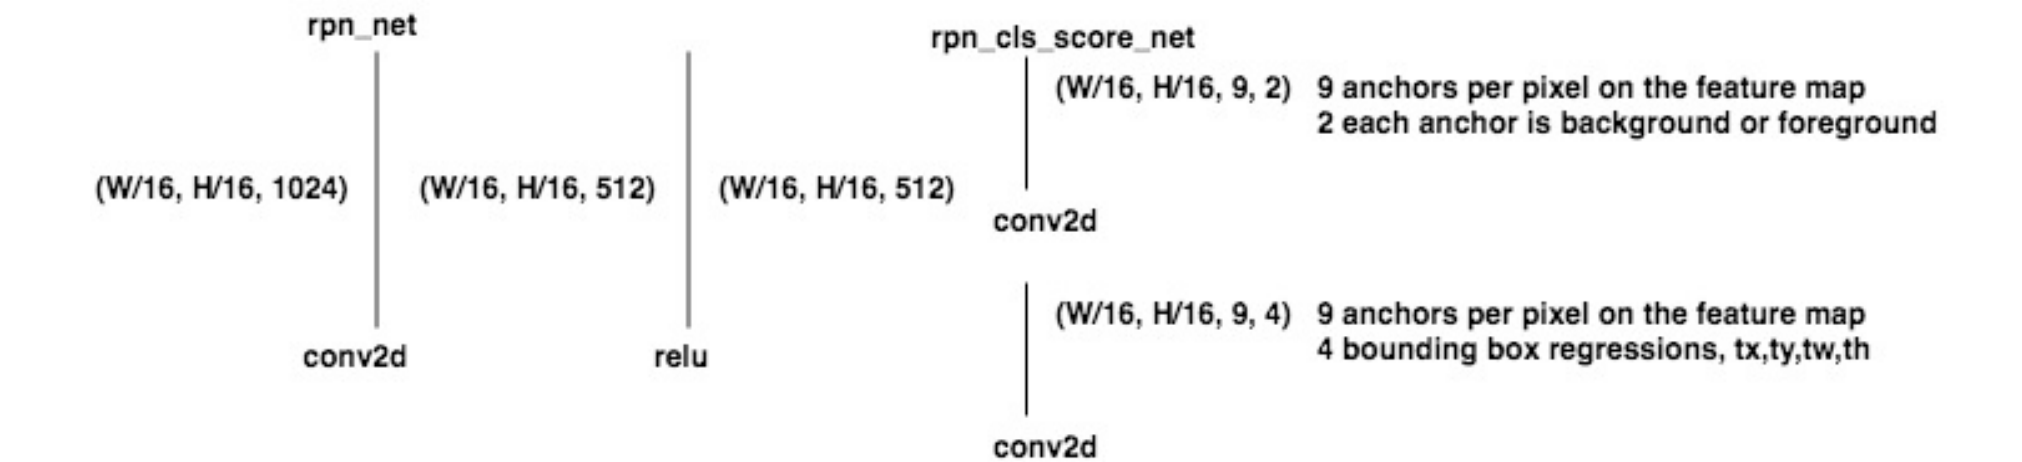 rpn_net
(W/16, H/16, 1024)
conv2d
(W/16, H/16, 512)
relu
(W/16, H/16, 512)
rpn_cls_score_net
(W/16, H/16, 9, 2) 9 anchors per pixel on the feature map
2 each anchor is background or foreground
conv2d
(W/16, H/16, 9, 4) 9 anchors per pixel on the feature map
4 bounding box regressions, tx,ty,tw,th
conv2d